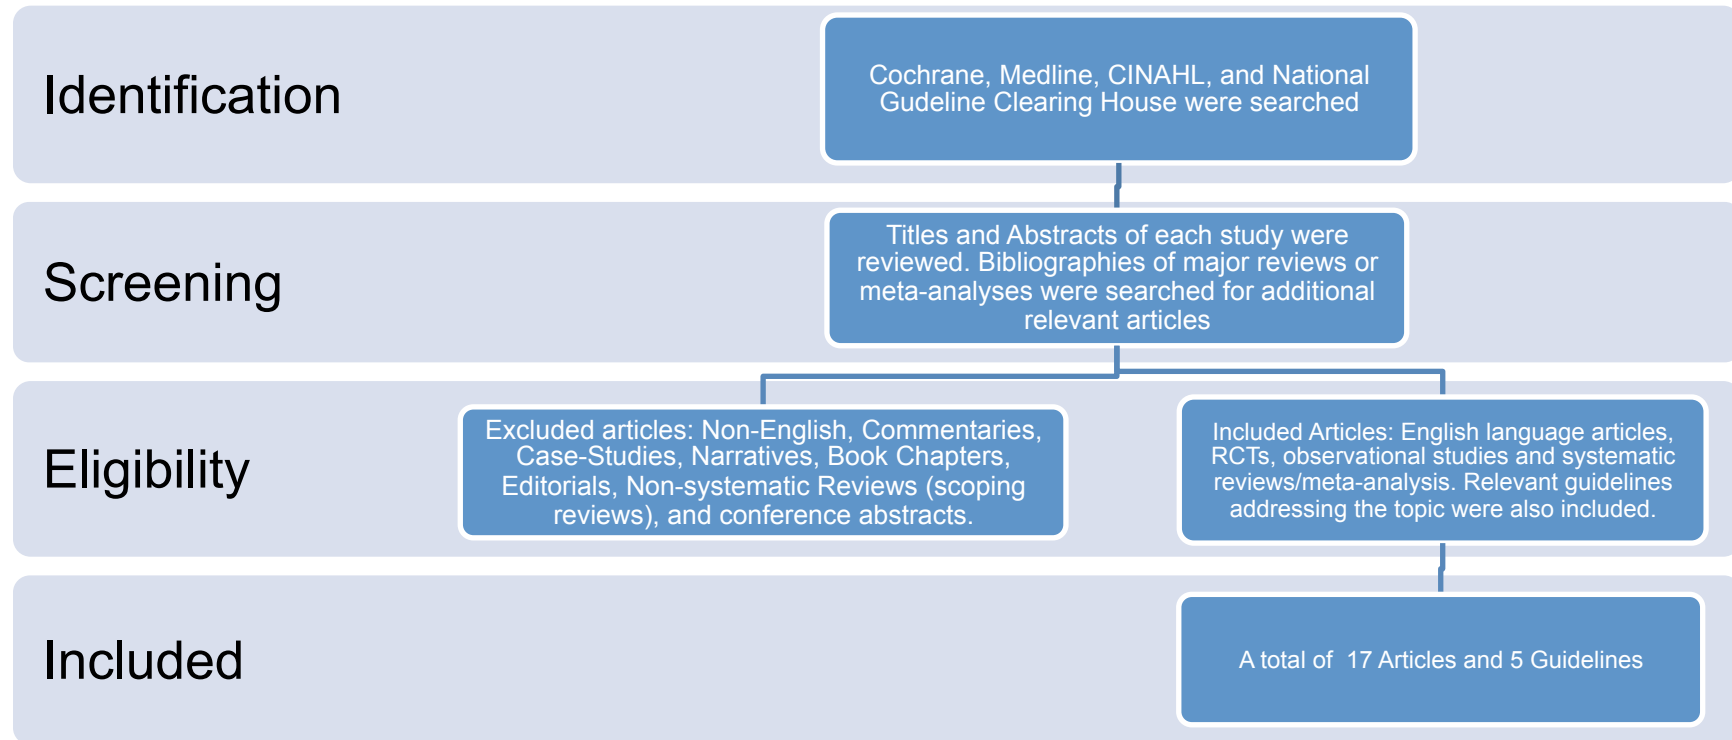 Identification
Cochrane, Medline, CINAHL, and National
Gudeline Clearing House were searched
Screening
Titles and Abstracts of each study were
reviewed. Bibliographies of major reviews or
meta-analyses were searched for additional
relevant articles
Eligibility
Excluded articles: Non-English, Commentaries,
Case-Studies, Narratives, Book Chapters,
Editorials, Non-systematic Reviews (scoping
reviews), and conference abstracts.
Included Articles: English language articles,
RCTs, observational studies and systematic
reviews/meta-analysis. Relevant guidelines
addressing the topic were also included.
Included
A total of 17 Articles and 5 Guidelines